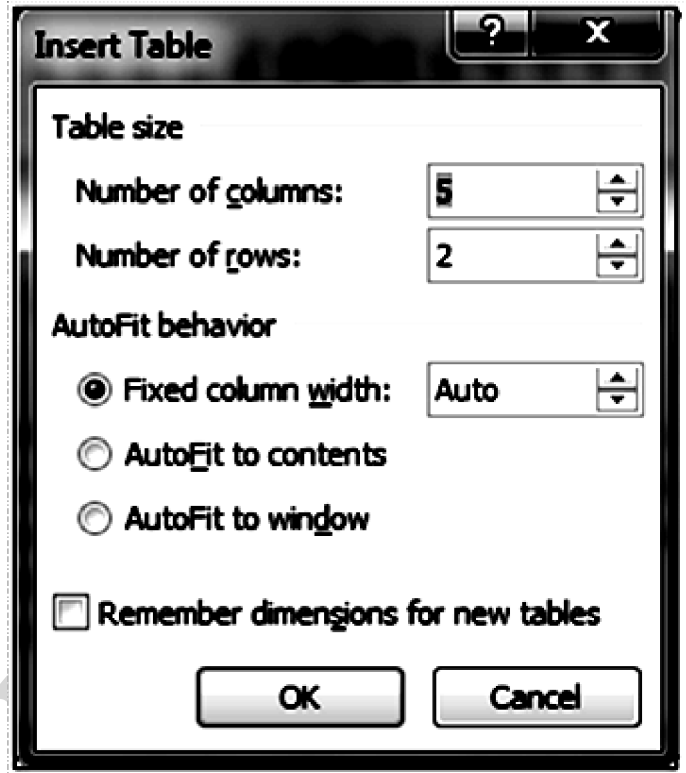 Insert Table
Table size
Number of columns: 5
Number of rows: 2
AutoFit behavior
Fixed column width: Auto
AutoFit to contents
AutoFit to window
Remember dimensions for new tables
OK Cancel